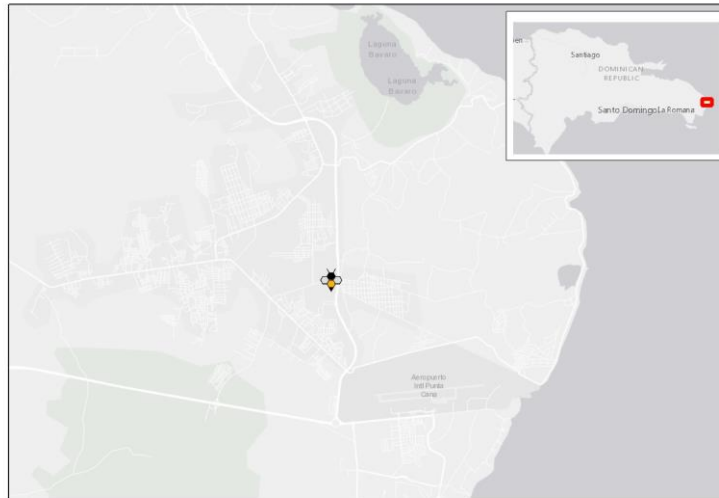 Laguna
Bavaro
Laguna
Bavaro
Santiago
DOMINICAN
REPUBLIC
Santo Domingo
La Romana
Aeropuerto
Intl Punta
Cana